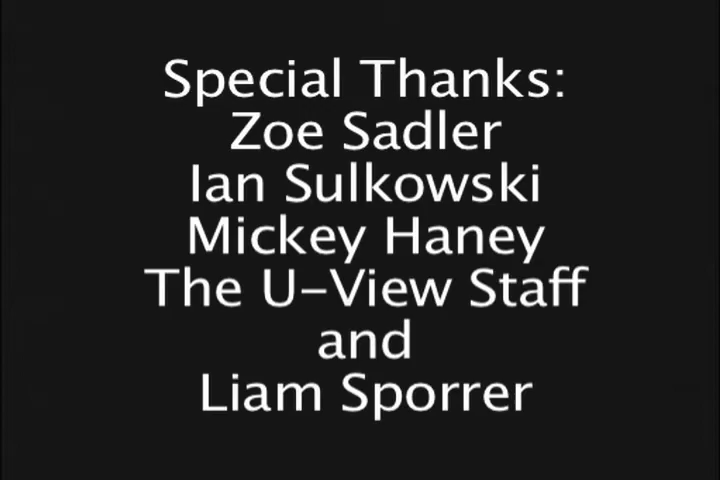 Special Thanks:
Zoe Sadler
Ian Sulkowski
Mickey Haney
The U-View Staff
and
Liam Sporrer